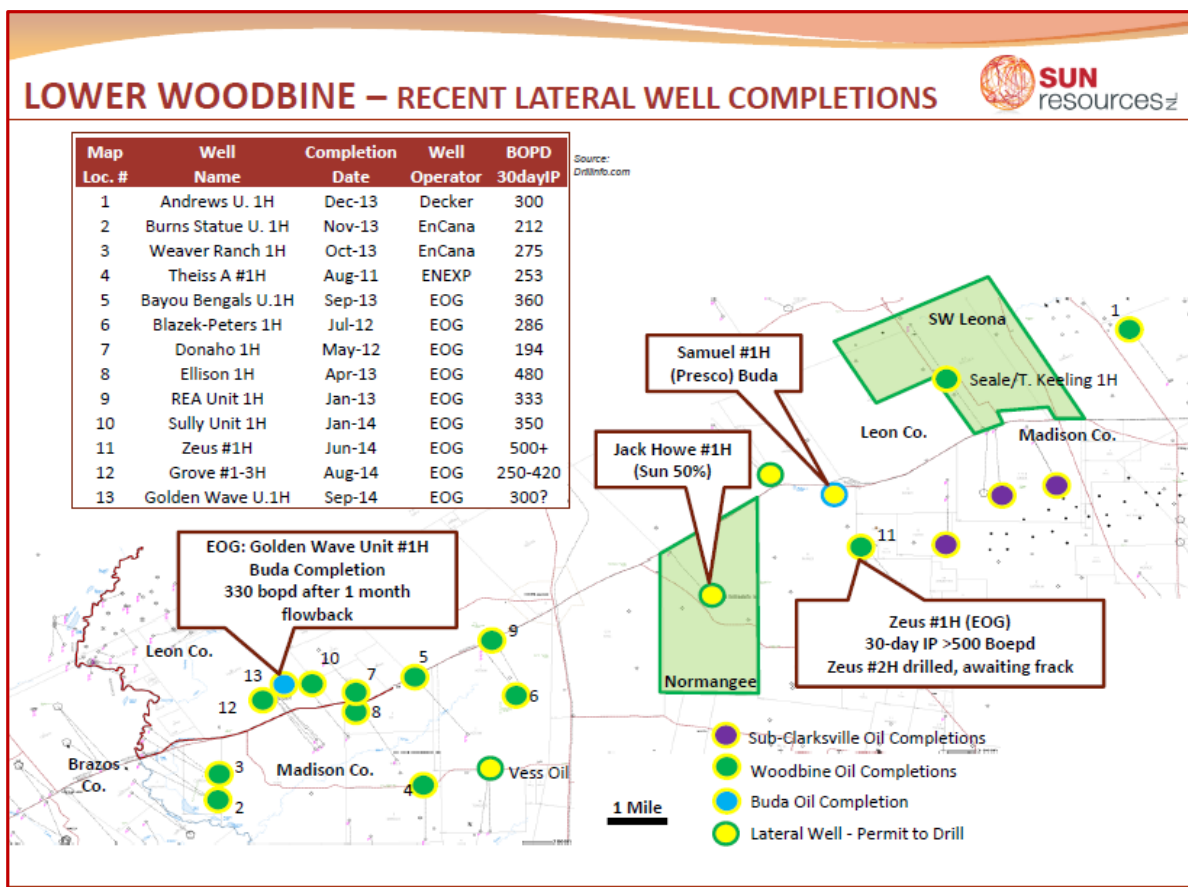 LOWER WOODBINE – RECENT LATERAL WELL COMPLETIONS
SUN
resources NL
Map Well Completion Well BOPD
Loc. # Name Date Operator 30dayIP
1 Andrews U. 1H Dec-13 Decker 300
2 Burns Statue U. 1H Nov-13 EnCana 212
3 Weaver Ranch 1H Oct-13 EnCana 275
4 Theiss A #1H Aug-11 ENEXP 253
5 Bayou Bengals U.1H Sep-13 EOG 360
6 Blazek-Peters 1H Jul-12 EOG 286
7 Donaho 1H May-12 EOG 194
8 Ellison 1H Apr-13 EOG 480
9 REA Unit 1H Jan-13 EOG 333
10 Sully Unit 1H Jan-14 EOG 350
11 Zeus #1H Jun-14 EOG 500+
12 Grove #1-3H Aug-14 EOG 250-420
13 Golden Wave U.1H Sep-14 EOG 300?
Source:
Drillinfo.com
SW Leona
1
Samuel #1H
(Presco) Buda
Seale/T. Keeling 1H
Leon Co.
Madison Co.
Jack Howe #1H
(Sun 50%)
11
EOG: Golden Wave Unit #1H
Buda Completion
330 bopd after 1 month
flowback
Zeus #1H (EOG)
30-day IP >500 Boepd
Zeus #2H drilled, awaiting frack
Normangee
Leon Co.
9
10
5
13
7
6
12
8
Brazos
Co.
3
Madison Co.
Vess Oil
4
2
Sub-Clarksville Oil Completions
Woodbine Oil Completions
Buda Oil Completion
Lateral Well - Permit to Drill
1 Mile